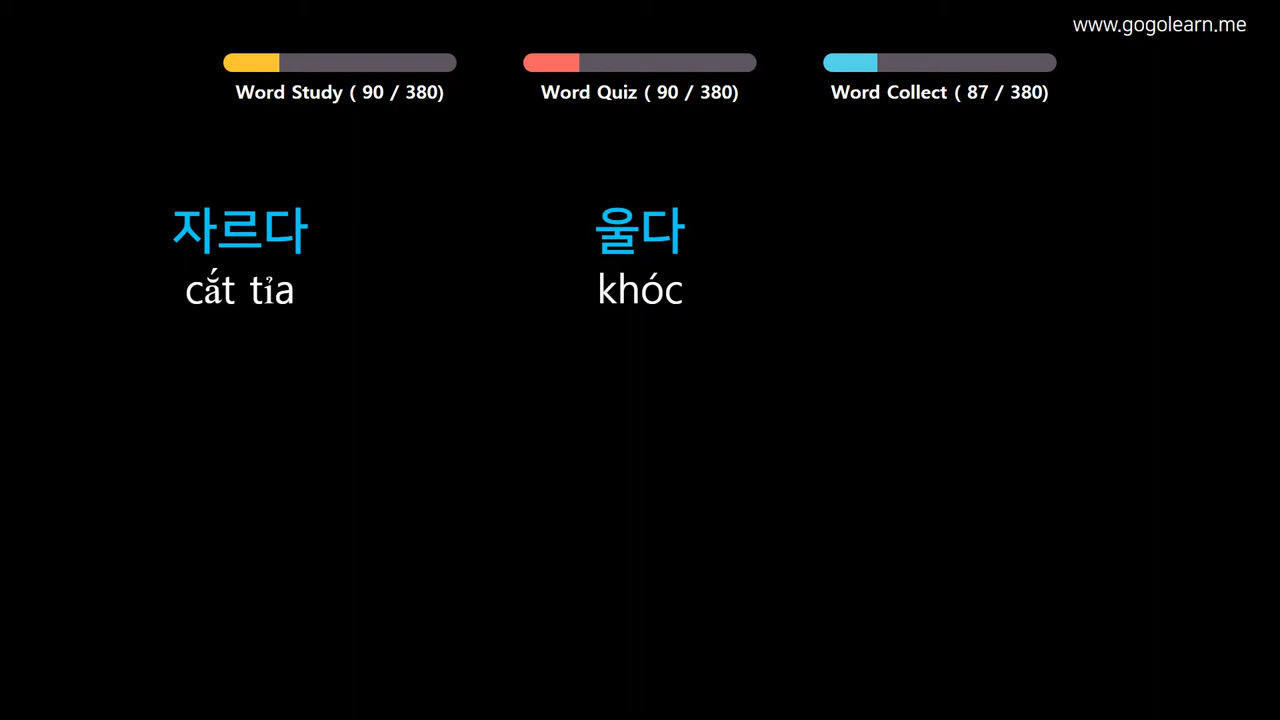 www.gogolearn.me
Word Study ( 90 / 380)
Word Quiz ( 90 / 380)
Word Collect ( 87 / 380)
자르다
cắt tỉa
울다
khóc